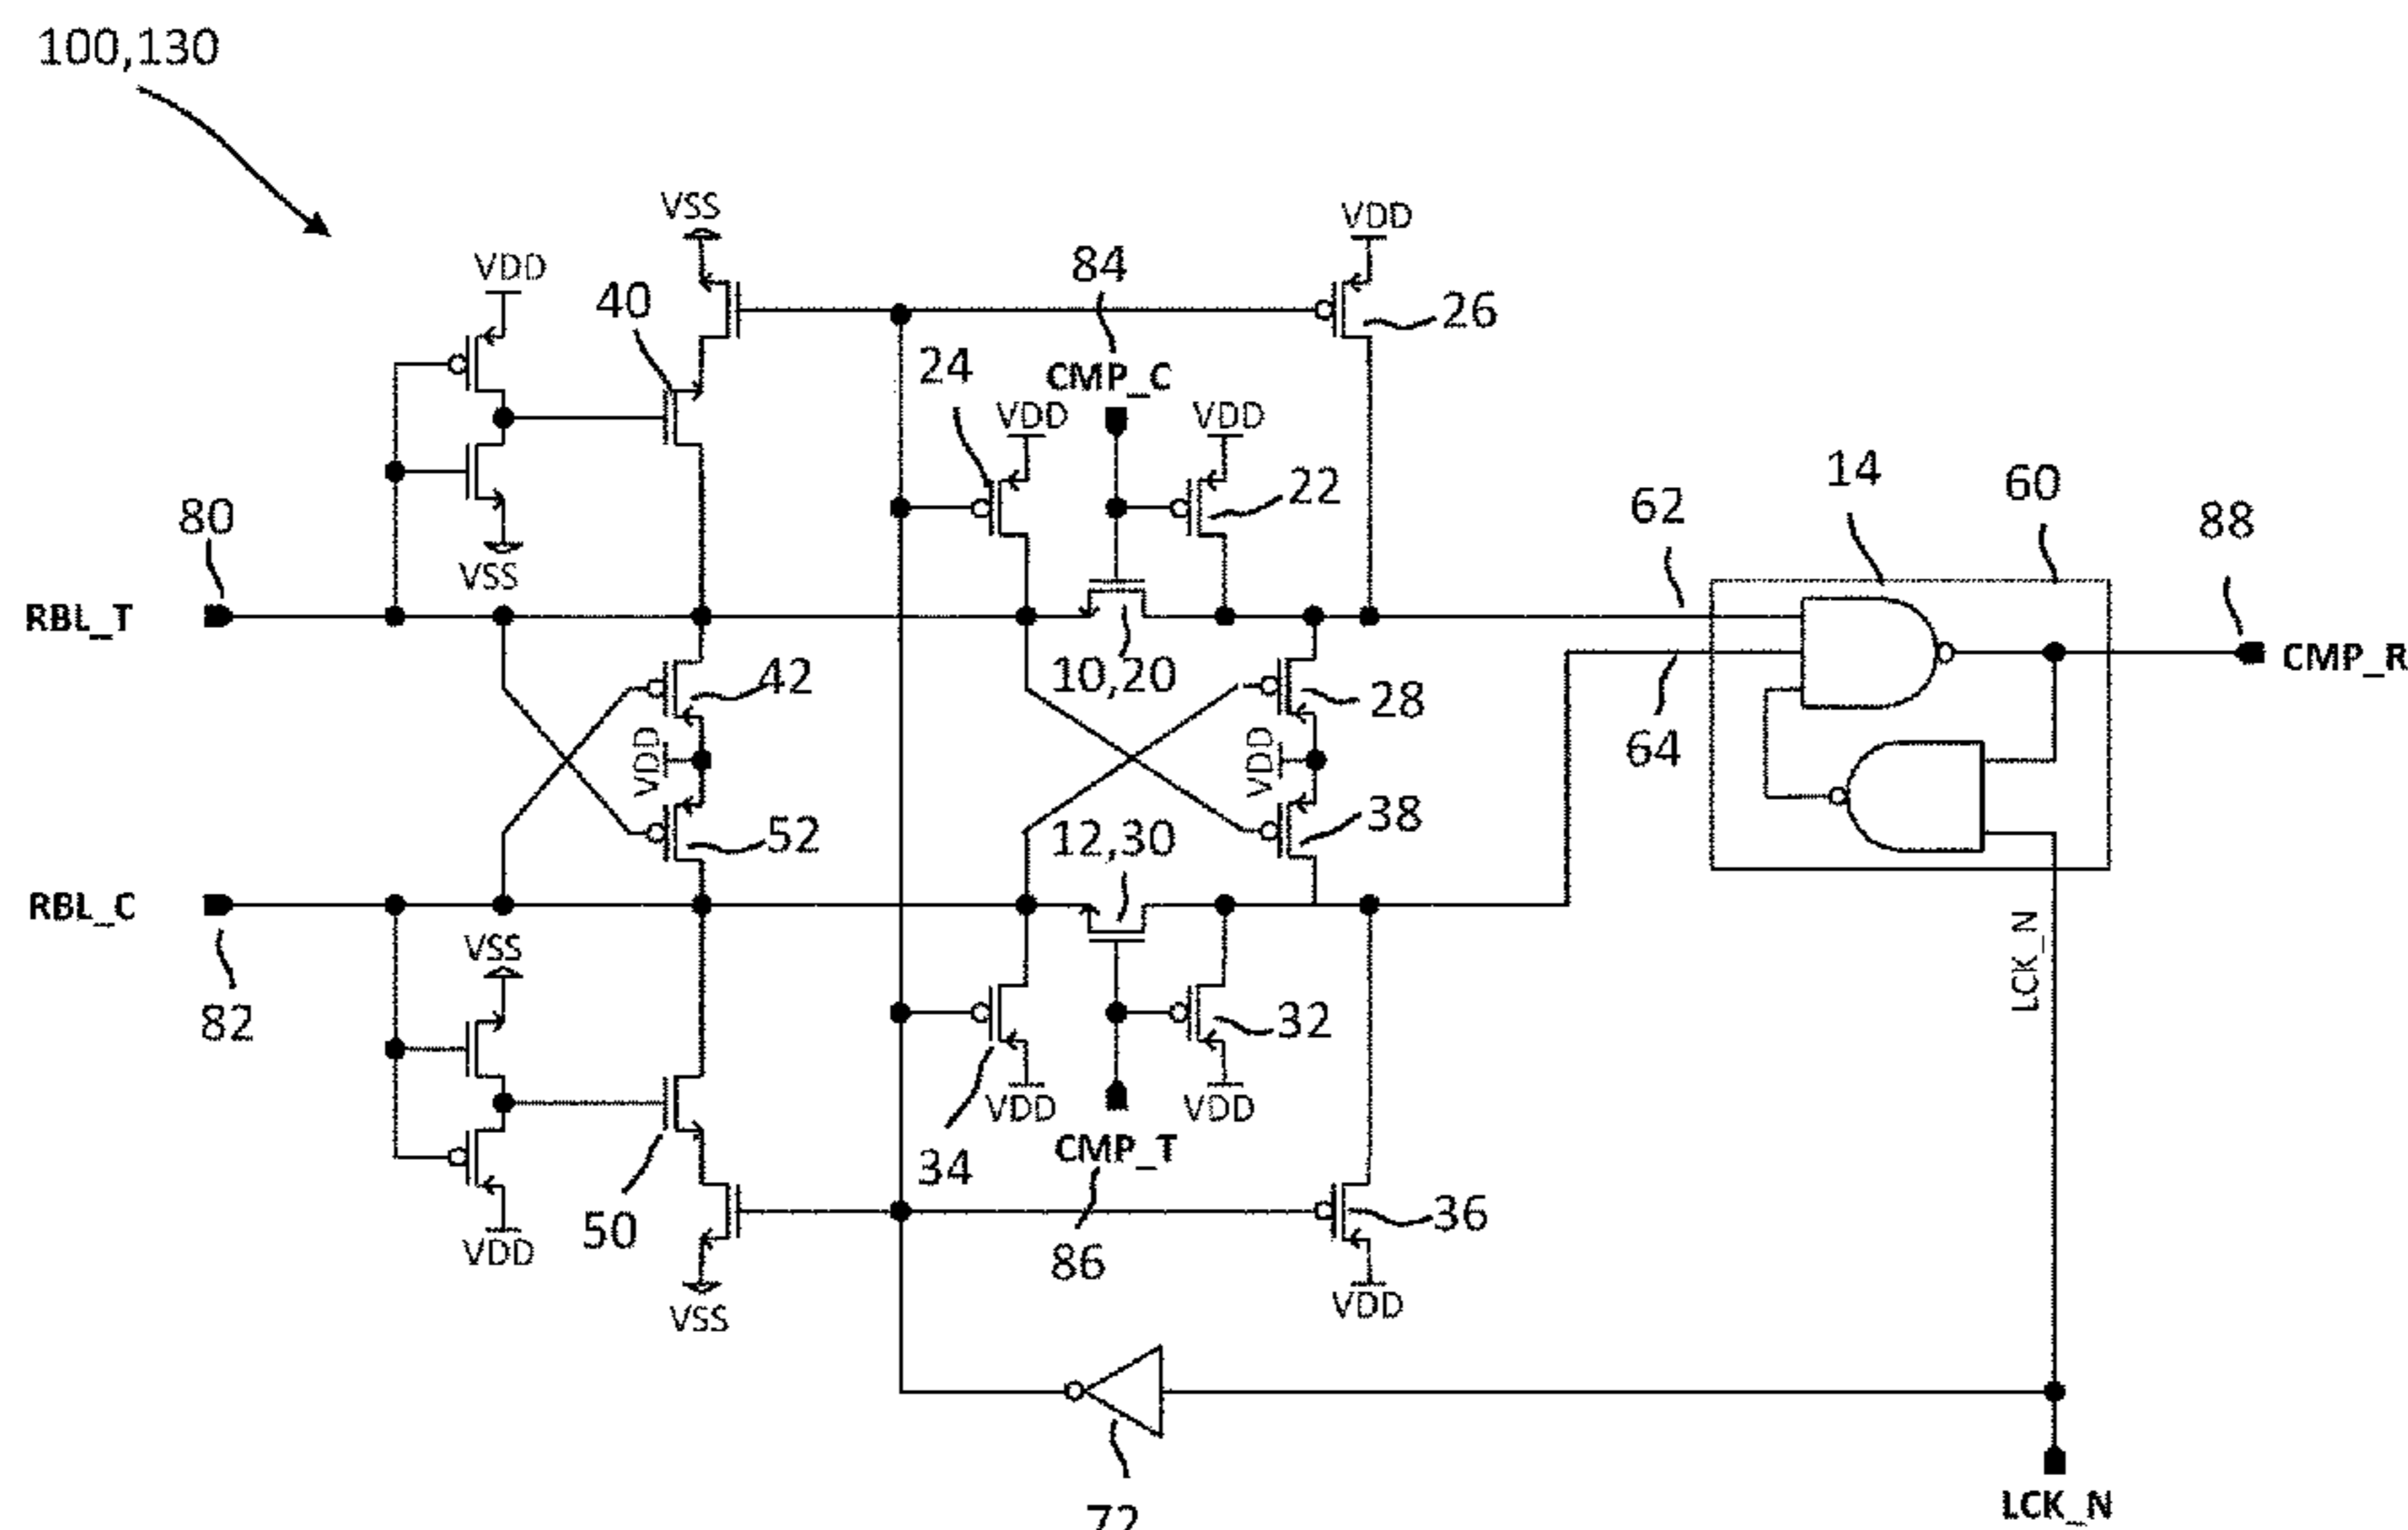 100,130
VSS
VDD
84
VDD
40
26
24
CMP_C
VDD
VDD
14
60
22
62
80
88
VSS
RBL_T
10,20
42
28
CMP_R
64
VDD
VDD
52
12,30
38
RBL_C
VSS
LCK_N
82
32
VDD
VDD
34
CMP_T
50
36
VDD
86
VSS
VDD
72
LCK_N